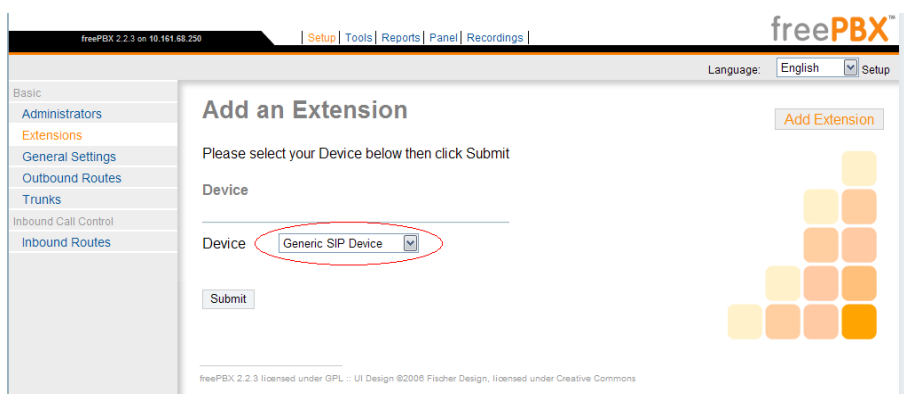 freePBX™
freePBX 2.2.3 on 10.161.68.250
Setup | Tools | Reports | Panel | Recordings |
Language: English Setup
Basic
Administrators
Extensions
General Settings
Outbound Routes
Trunks
Inbound Call Control
Inbound Routes
Add an Extension
Add Extension
Please select your Device below then click Submit
Device
Device Generic SIP Device
Submit
freePBX 2.2.3 licensed under GPL :: UI Design ©2006 Fischer Design, licensed under Creative Commons